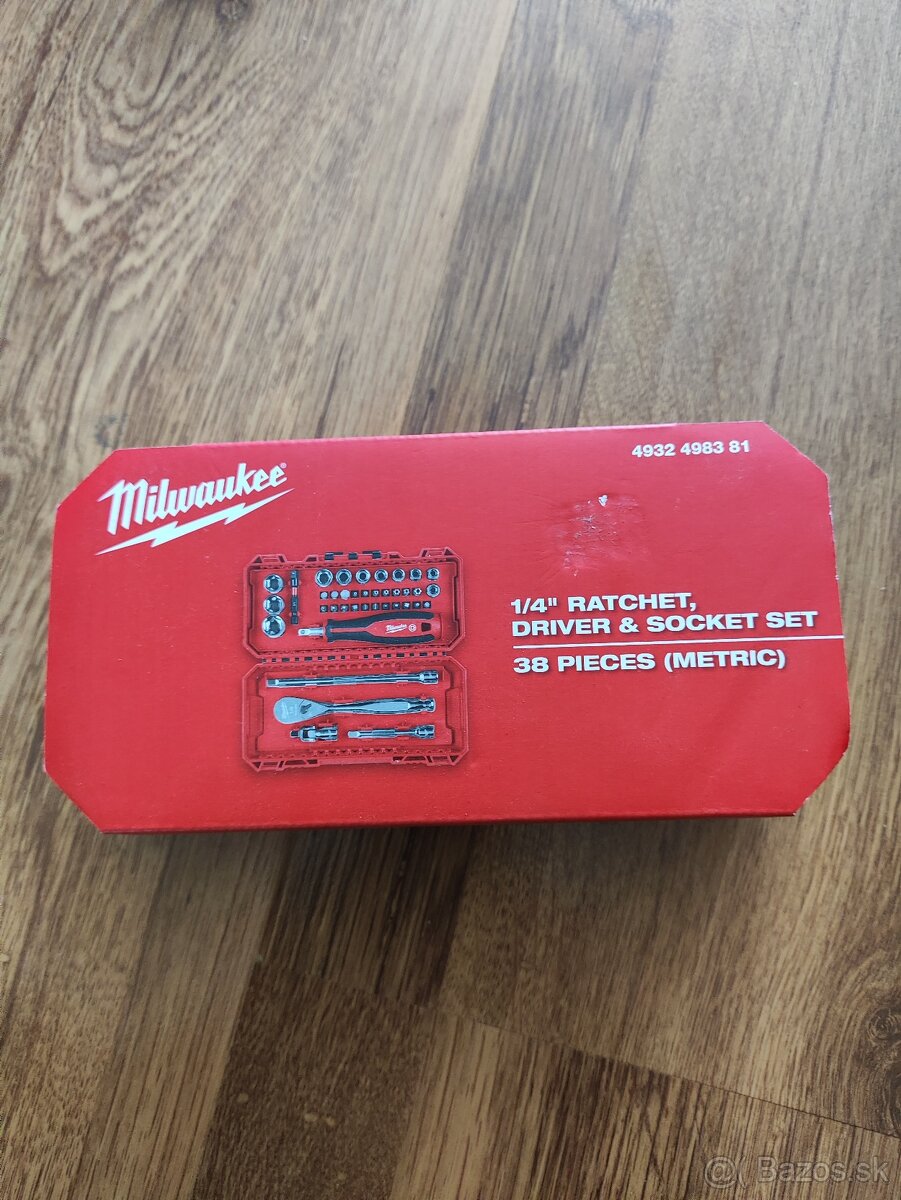 Milwaukee®
4932 4983 81
1/4" RATCHET,
DRIVER & SOCKET SET
38 PIECES (METRIC)
Bazos.sk